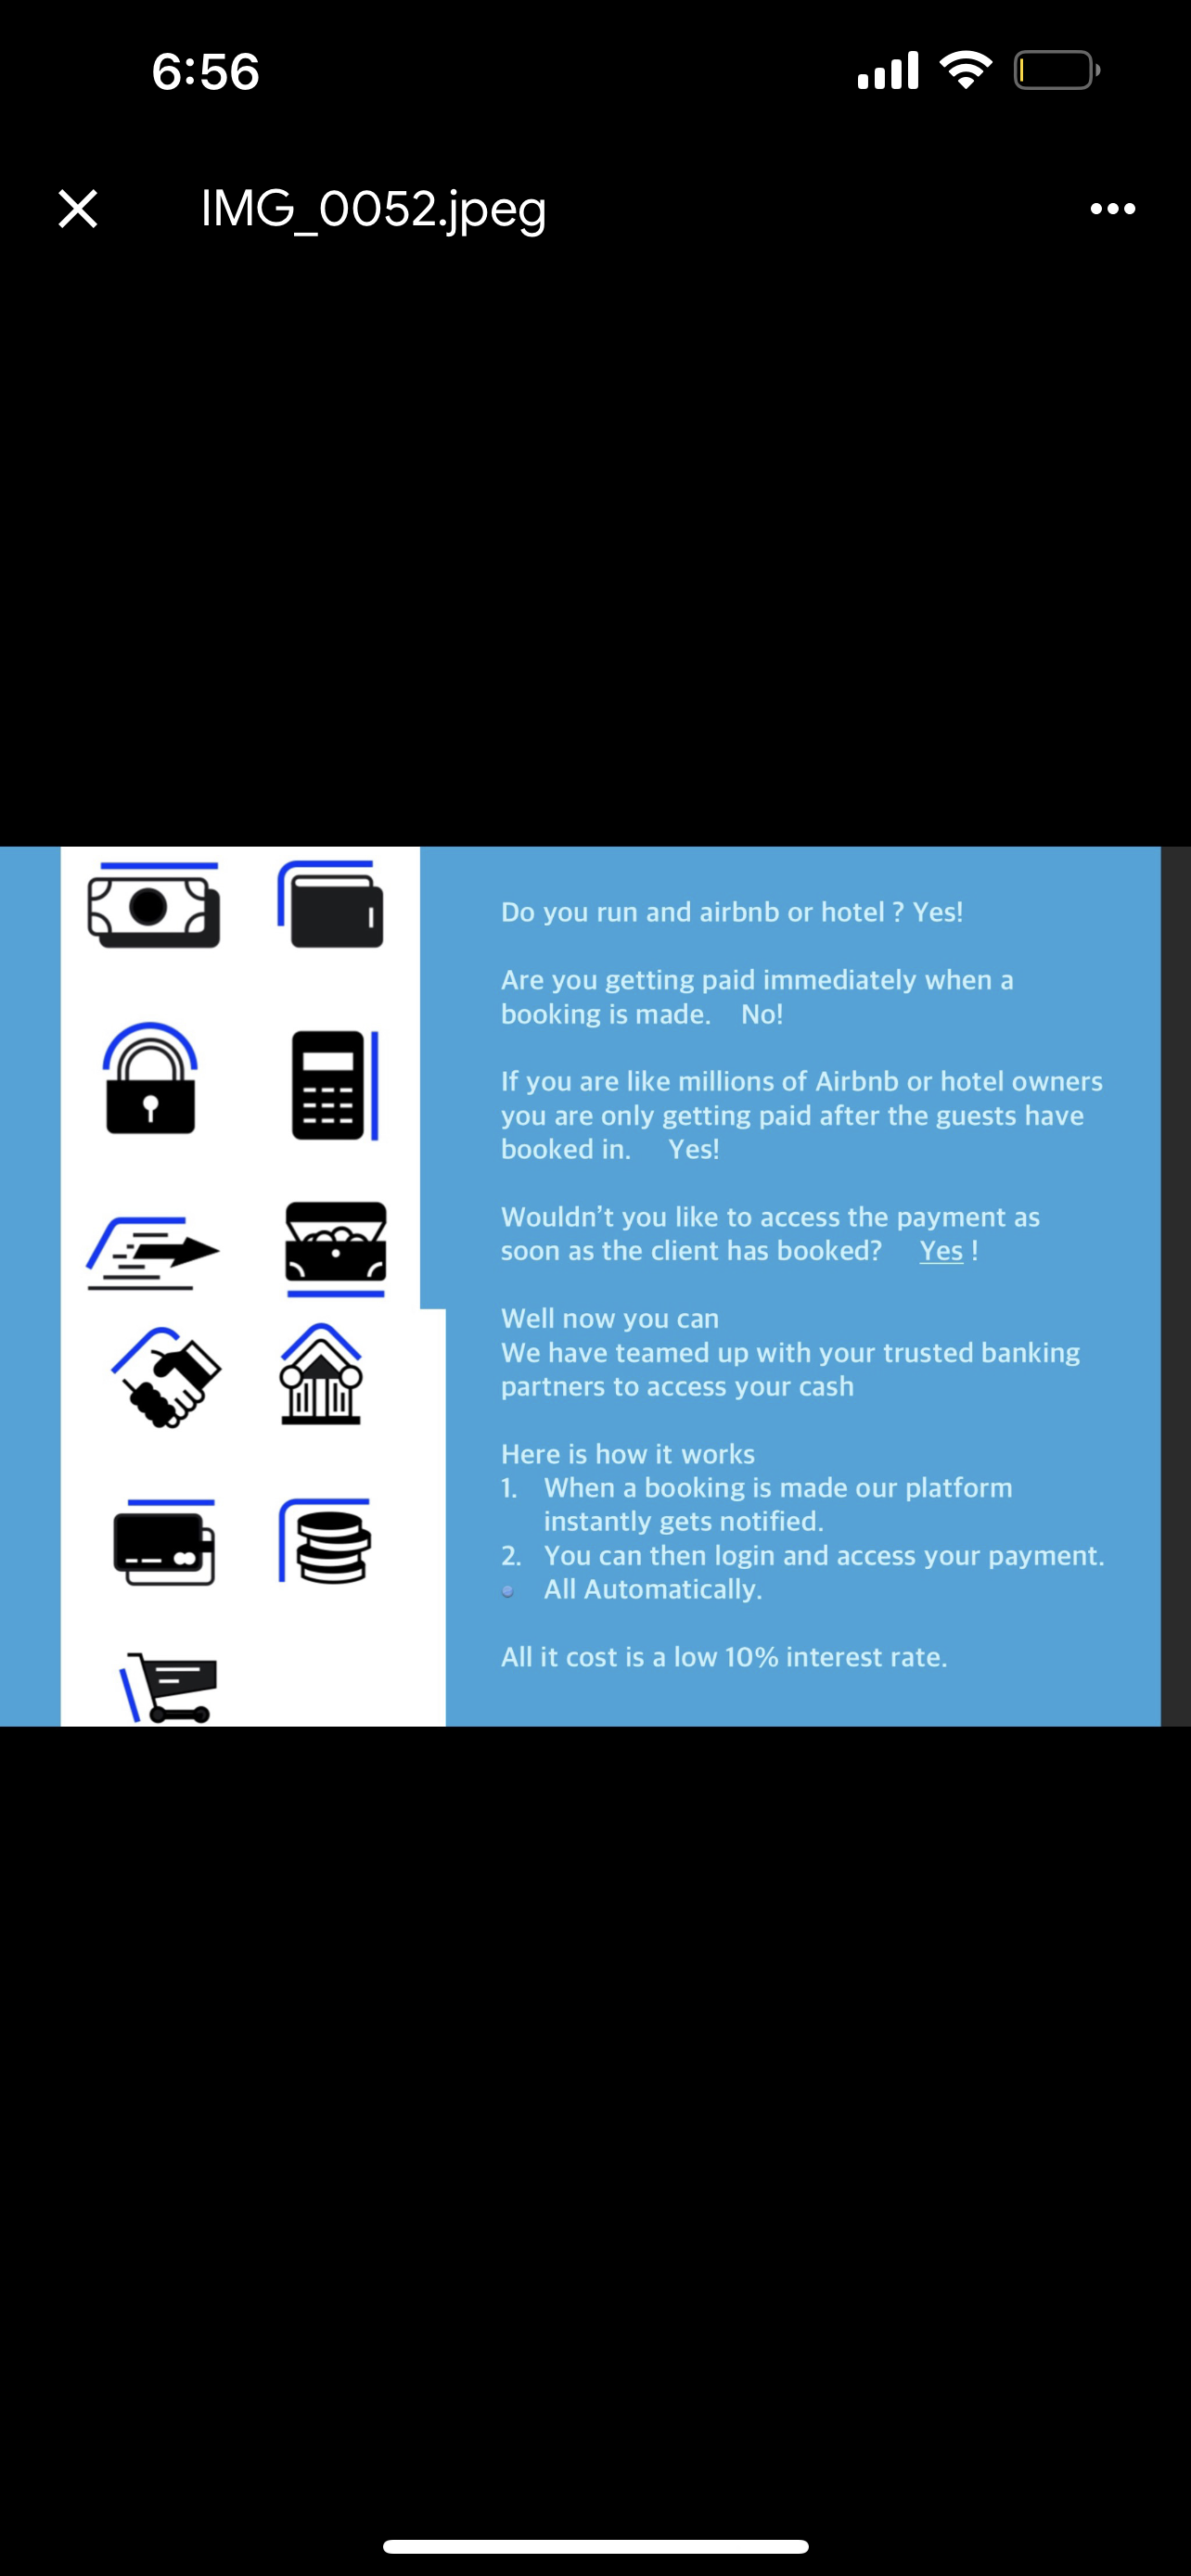 6:56
IMG_0052.jpeg
Do you run and airbnb or hotel ? Yes!
Are you getting paid immediately when a
booking is made. No!
If you are like millions of Airbnb or hotel owners
you are only getting paid after the guests have
booked in. Yes!
Wouldn’t you like to access the payment as
soon as the client has booked? Yes !
Well now you can
We have teamed up with your trusted banking
partners to access your cash
Here is how it works
1. When a booking is made our platform
instantly gets notified.
2. You can then login and access your payment.
• All Automatically.
All it cost is a low 10% interest rate.